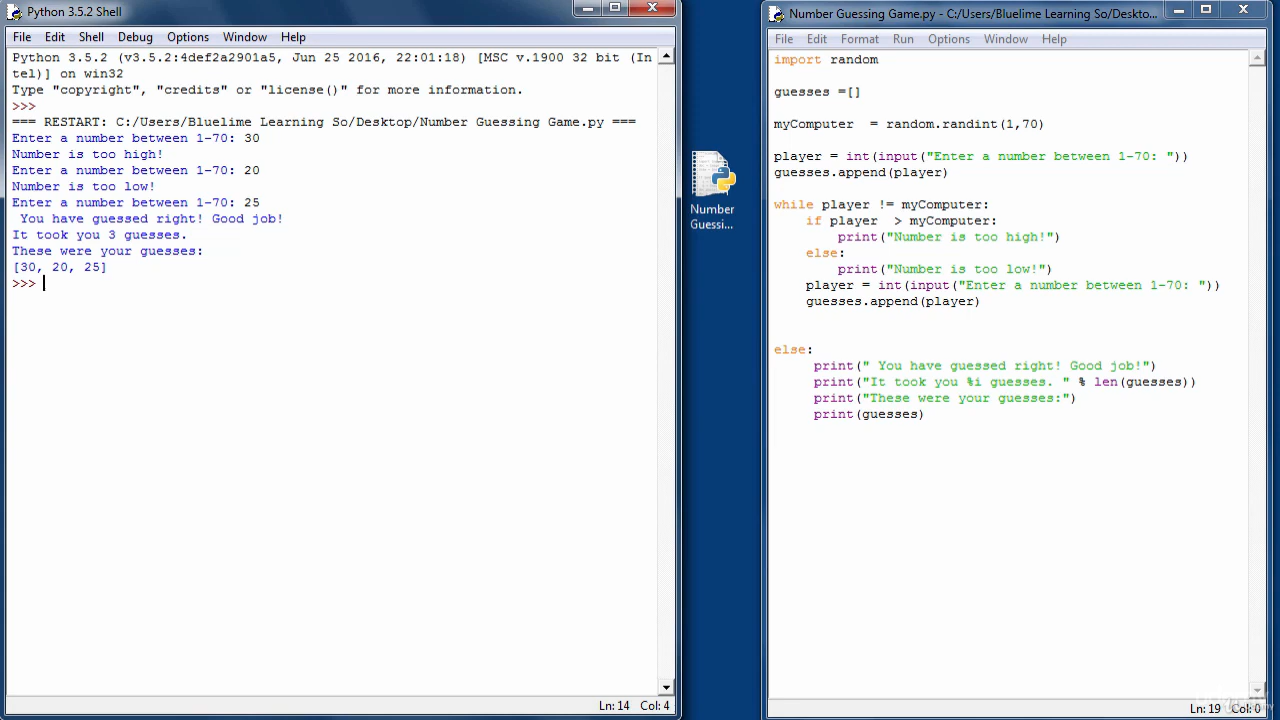 Python 3.5.2 Shell
File Edit Shell Debug Options Window Help
Python 3.5.2 (v3.5.2:4def2a2901a5, Jun 25 2016, 22:01:18) [MSC v.1900 32 bit (In
tel)] on win32
Type "copyright", "credits" or "license()" for more information.
>>>
=== RESTART: C:/Users/Bluelime Learning So/Desktop/Number Guessing Game.py ===
Enter a number between 1-70: 30
Number is too high!
Enter a number between 1-70: 20
Number is too low!
Enter a number between 1-70: 25
 You have guessed right! Good job!
It took you 3 guesses.
These were your guesses:
[30, 20, 25]
>>>
Ln: 14 Col: 4
Number
Guessi...
Number Guessing Game.py - C:/Users/Bluelime Learning So/Deskto...
File Edit Format Run Options Window Help
import random
guesses =[]
myComputer  = random.randint(1,70)
player = int(input("Enter a number between 1-70: "))
guesses.append(player)
while player != myComputer:
    if player  > myComputer:
        print("Number is too high!")
    else:
        print("Number is too low!")
    player = int(input("Enter a number between 1-70: "))
    guesses.append(player)
else:
     print(" You have guessed right! Good job!")
     print("It took you %i guesses. " % len(guesses))
     print("These were your guesses:")
     print(guesses)
Ln: 19 Col: 0